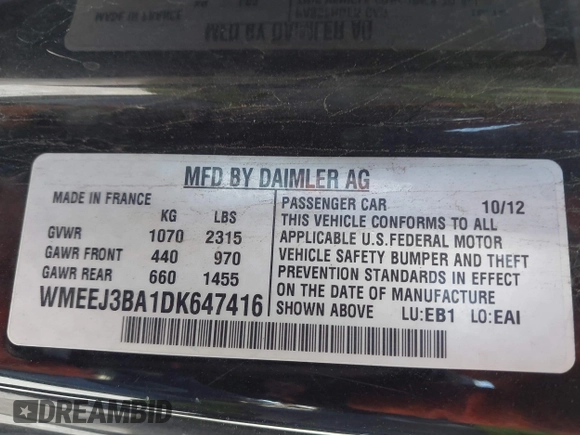 MFD BY DAIMLER AG
MADE IN FRANCE
KG LBS
GVWR 1070 2315
GAWR FRONT 440 970
GAWR REAR 660 1455
WMEEJ3BA1DK647416
PASSENGER CAR 10/12
THIS VEHICLE CONFORMS TO ALL
APPLICABLE U.S.FEDERAL MOTOR
VEHICLE SAFETY BUMPER AND THEFT
PREVENTION STANDARDS IN EFFECT
ON THE DATE OF MANUFACTURE
SHOWN ABOVE LU:EB1 LO:EAI
DREAMBID